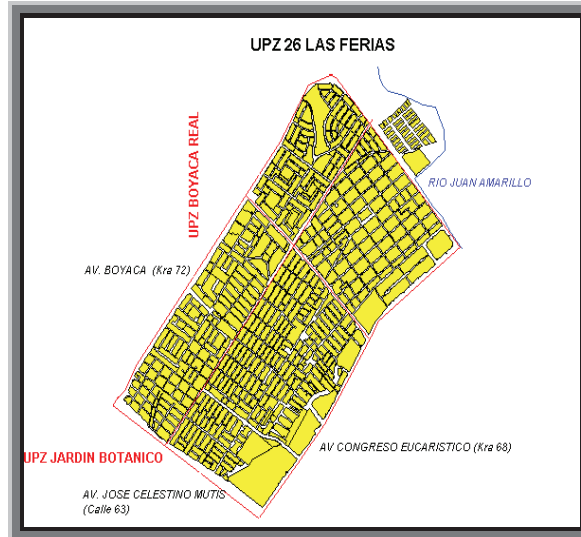 UPZ 26 LAS FERIAS
UPZ BOYACA REAL
RIO JUAN AMARILLO
AV. BOYACA (Kra 72)
AV CONGRESO EUCARISTICO (Kra 68)
UPZ JARDIN BOTANICO
AV. JOSE CELESTINO MUTIS
(Calle 63)